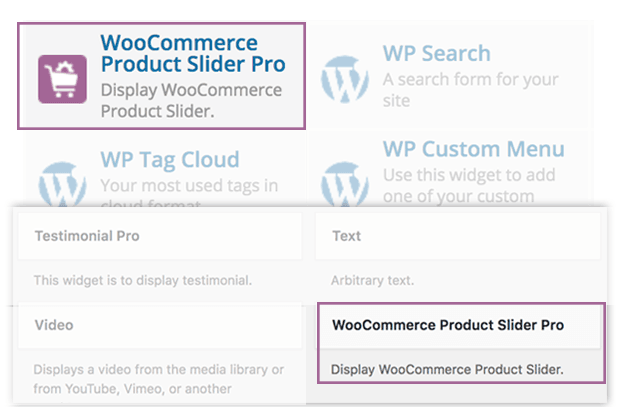 WooCommerce
Product Slider Pro
Display WooCommerce
Product Slider.
WP Search
A search form for your
site
WP Tag Cloud
Your most used tags in
cloud format
WP Custom Menu
Use this widget to add
one of your custom
Testimonial Pro
This widget is to display testimonial.
Text
Arbitrary text.
Video
Displays a video from the media library or
from YouTube, Vimeo, or another
WooCommerce Product Slider Pro
Display WooCommerce Product Slider.